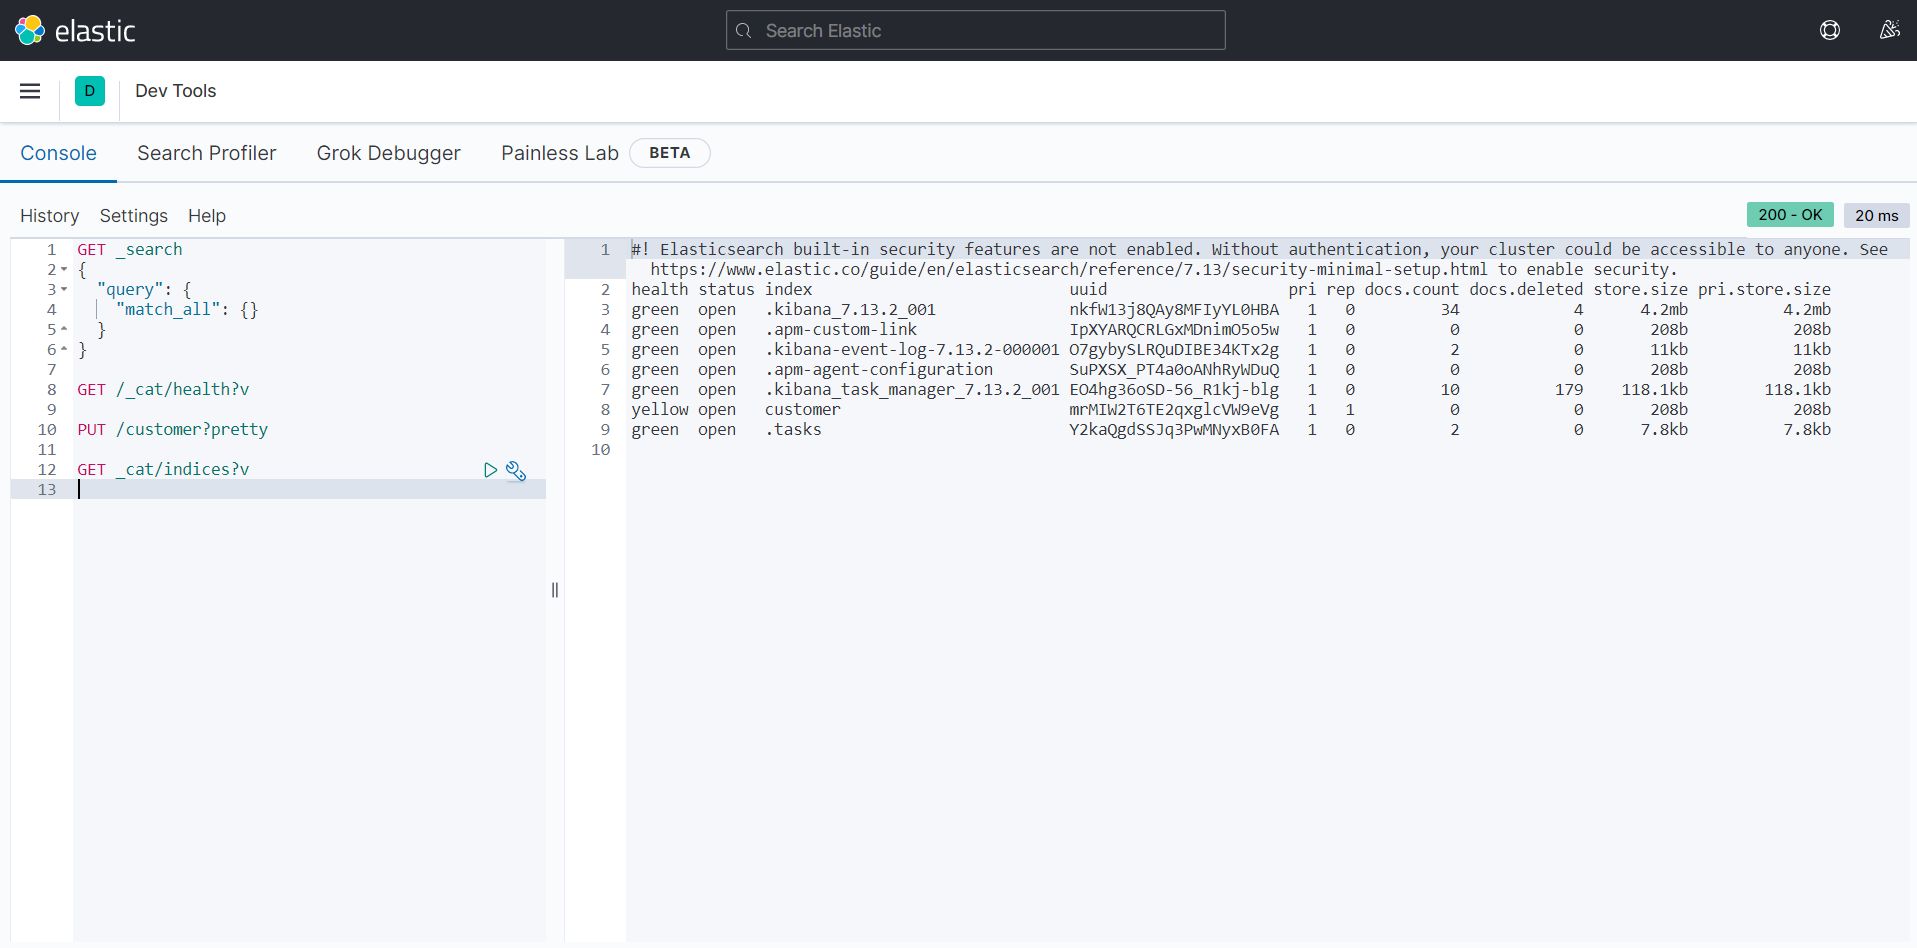 elastic
Search Elastic
D
Dev Tools
Console Search Profiler Grok Debugger Painless Lab BETA
History Settings Help
200 - OK 20 ms
1 GET _search
2 {
3 "query": {
4 "match_all": {}
5 }
6 }
7
8 GET /_cat/health?v
9
10 PUT /customer?pretty
11
12 GET _cat/indices?v
13
1 #! Elasticsearch built-in security features are not enabled. Without authentication, your cluster could be accessible to anyone. See
https://www.elastic.co/guide/en/elasticsearch/reference/7.13/security-minimal-setup.html to enable security.
2 health status index uuid pri rep docs.count docs.deleted store.size pri.store.size
3 green open .kibana_7.13.2_001 nkfW13j8QAy8MFIyYL0HBA 1 0 34 4 4.2mb 4.2mb
4 green open .apm-custom-link IpXYARQCRLGxMDnimO5o5w 1 0 0 0 208b 208b
5 green open .kibana-event-log-7.13.2-000001 O7gybySLRQuDIBE34KTx2g 1 0 2 0 11kb 11kb
6 green open .apm-agent-configuration SuPXSX_PT4a0oANhRyWDuQ 1 0 0 0 208b 208b
7 green open .kibana_task_manager_7.13.2_001 EO4hg36oSD-56_R1kj-blg 1 0 10 179 118.1kb 118.1kb
8 yellow open customer mrMIW2T6TE2qxglcVW9eVg 1 1 0 0 208b 208b
9 green open .tasks Y2kaQgdSSJq3PwMNyxB0FA 1 0 2 0 7.8kb 7.8kb
10